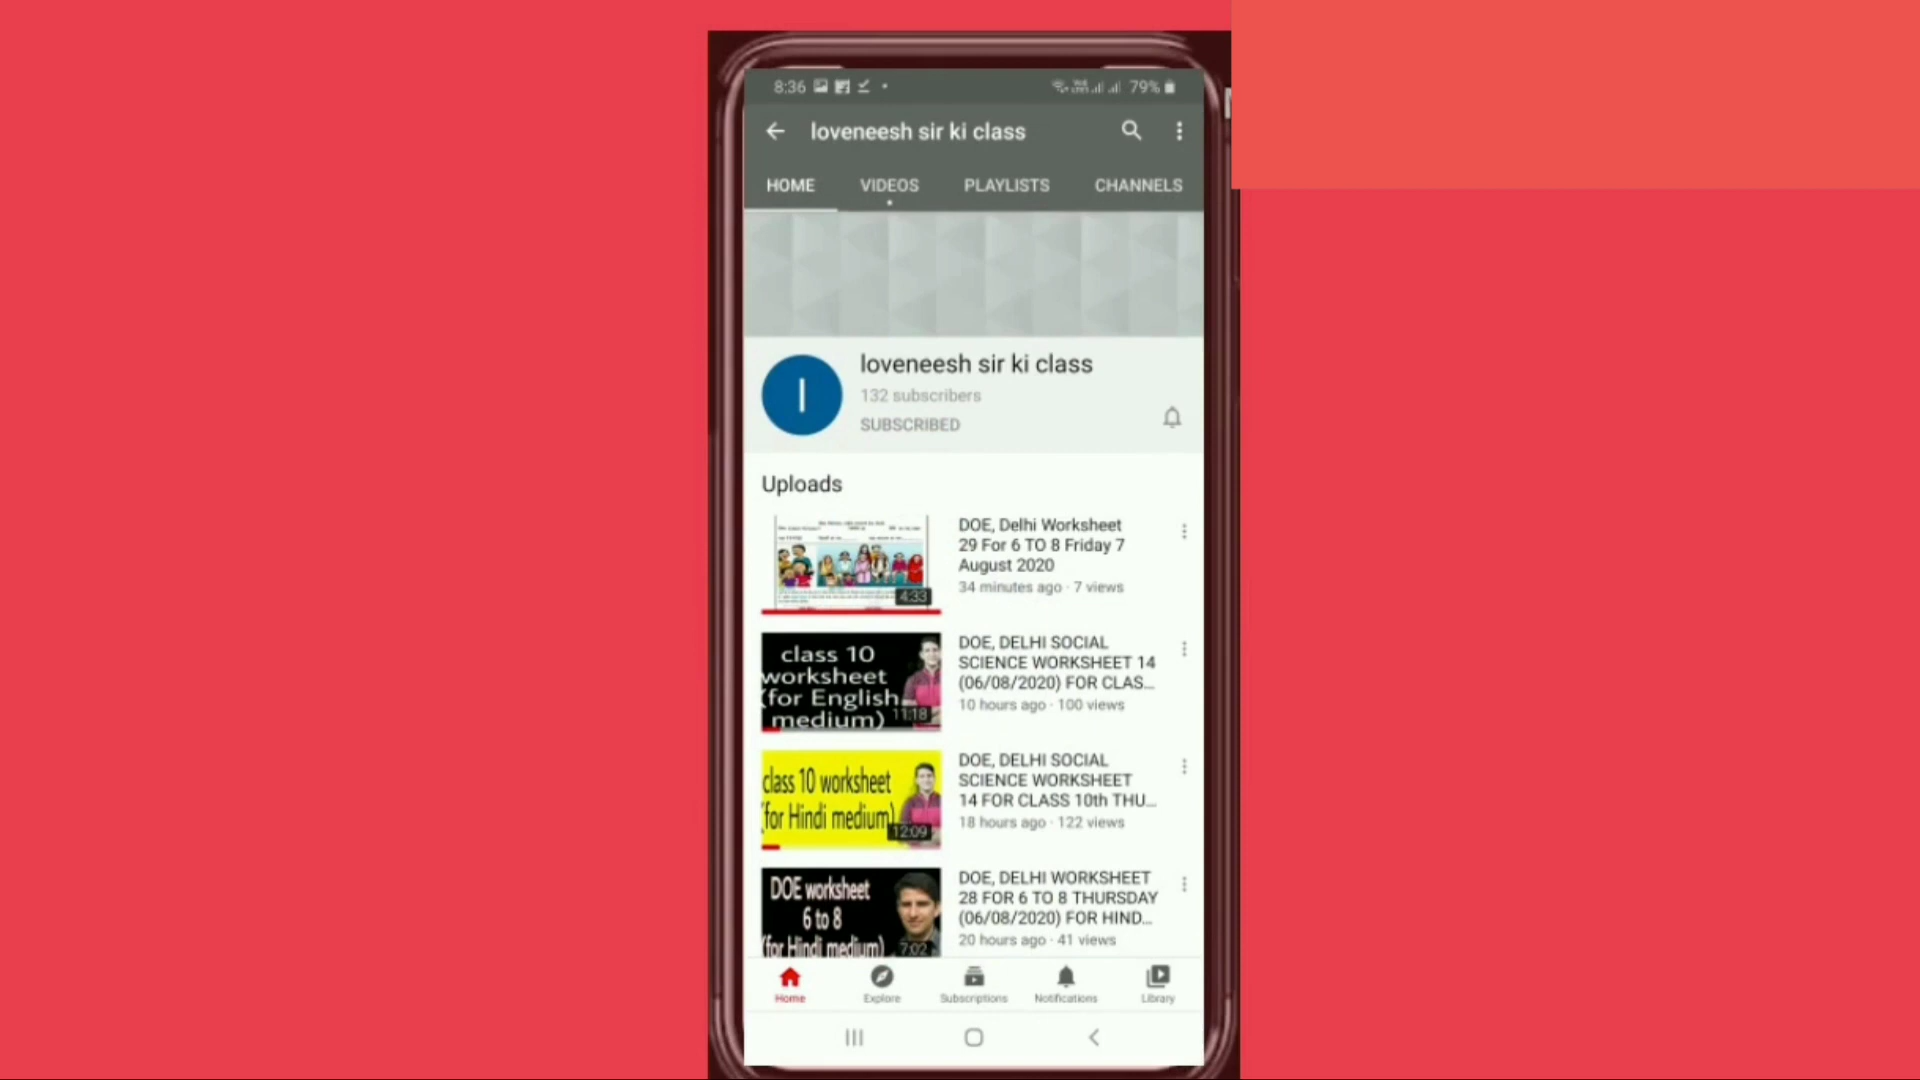 8:36
79%
loveneesh sir ki class
HOME
VIDEOS
PLAYLISTS
CHANNELS
loveneesh sir ki class
132 subscribers
SUBSCRIBED
Uploads
4:33
DOE, Delhi Worksheet
29 For 6 TO 8 Friday 7
August 2020
34 minutes ago · 7 views
class 10
worksheet
(for English
medium)
11:18
DOE, DELHI SOCIAL
SCIENCE WORKSHEET 14
(06/08/2020) FOR CLAS...
10 hours ago · 100 views
class 10 worksheet
(for Hindi medium)
12:09
DOE, DELHI SOCIAL
SCIENCE WORKSHEET
14 FOR CLASS 10th THU...
18 hours ago · 122 views
DOE worksheet
6 to 8
(for Hindi medium)
7:02
DOE, DELHI WORKSHEET
28 FOR 6 TO 8 THURSDAY
(06/08/2020) FOR HIND...
20 hours ago · 41 views
Home
Explore
Subscriptions
Notifications
Library